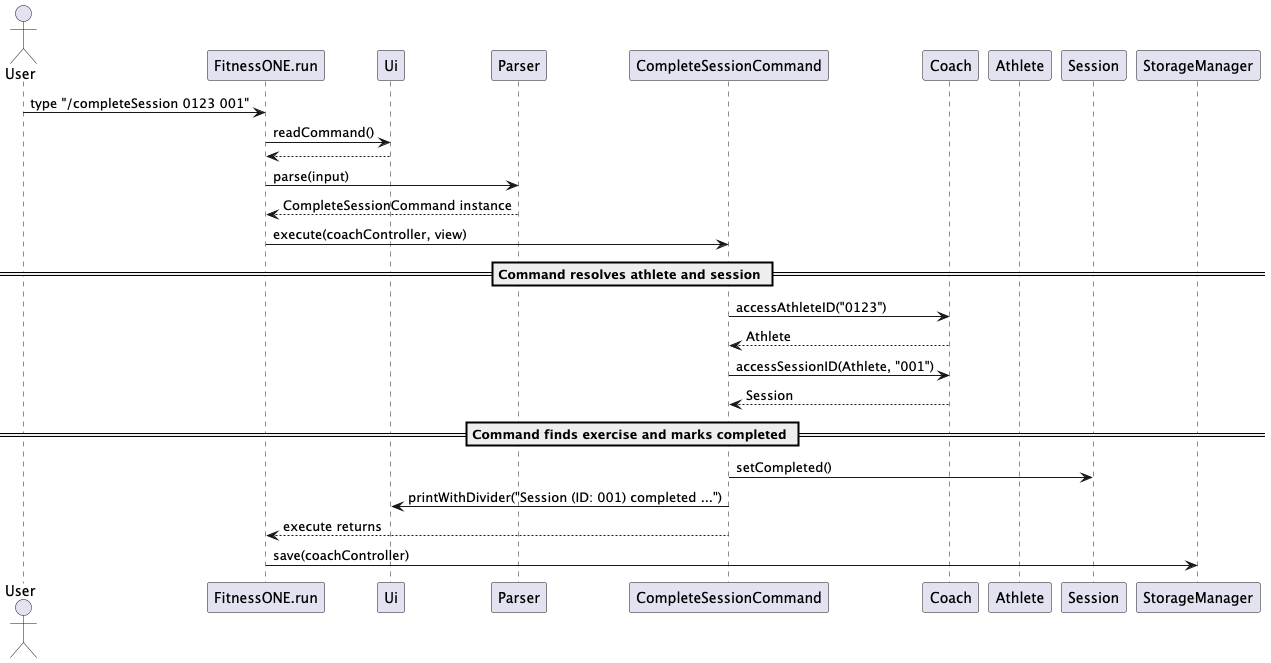 User
FitnessONE.run
Ui
Parser
CompleteSessionCommand
Coach
Athlete
Session
StorageManager
type "/completeSession 0123 001"
readCommand()
parse(input)
CompleteSessionCommand instance
execute(coachController, view)
Command resolves athlete and session
accessAthleteID("0123")
Athlete
accessSessionID(Athlete, "001")
Session
Command finds exercise and marks completed
setCompleted()
printWithDivider("Session (ID: 001) completed ...")
execute returns
save(coachController)
User
FitnessONE.run
Ui
Parser
CompleteSessionCommand
Coach
Athlete
Session
StorageManager